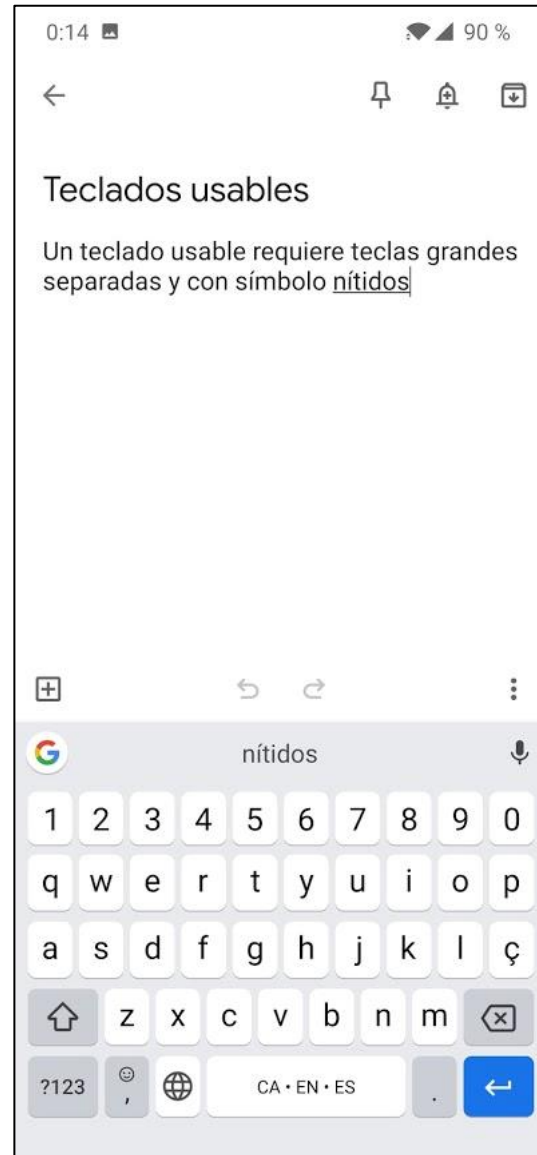 0:14 90 %
Teclados usables
Un teclado usable requiere teclas grandes
separadas y con símbolo nítidos
G nítidos
1 2 3 4 5 6 7 8 9 0
q w e r t y u i o p
a s d f g h j k l ç
z x c v b n m
?123 , CA • EN • ES .